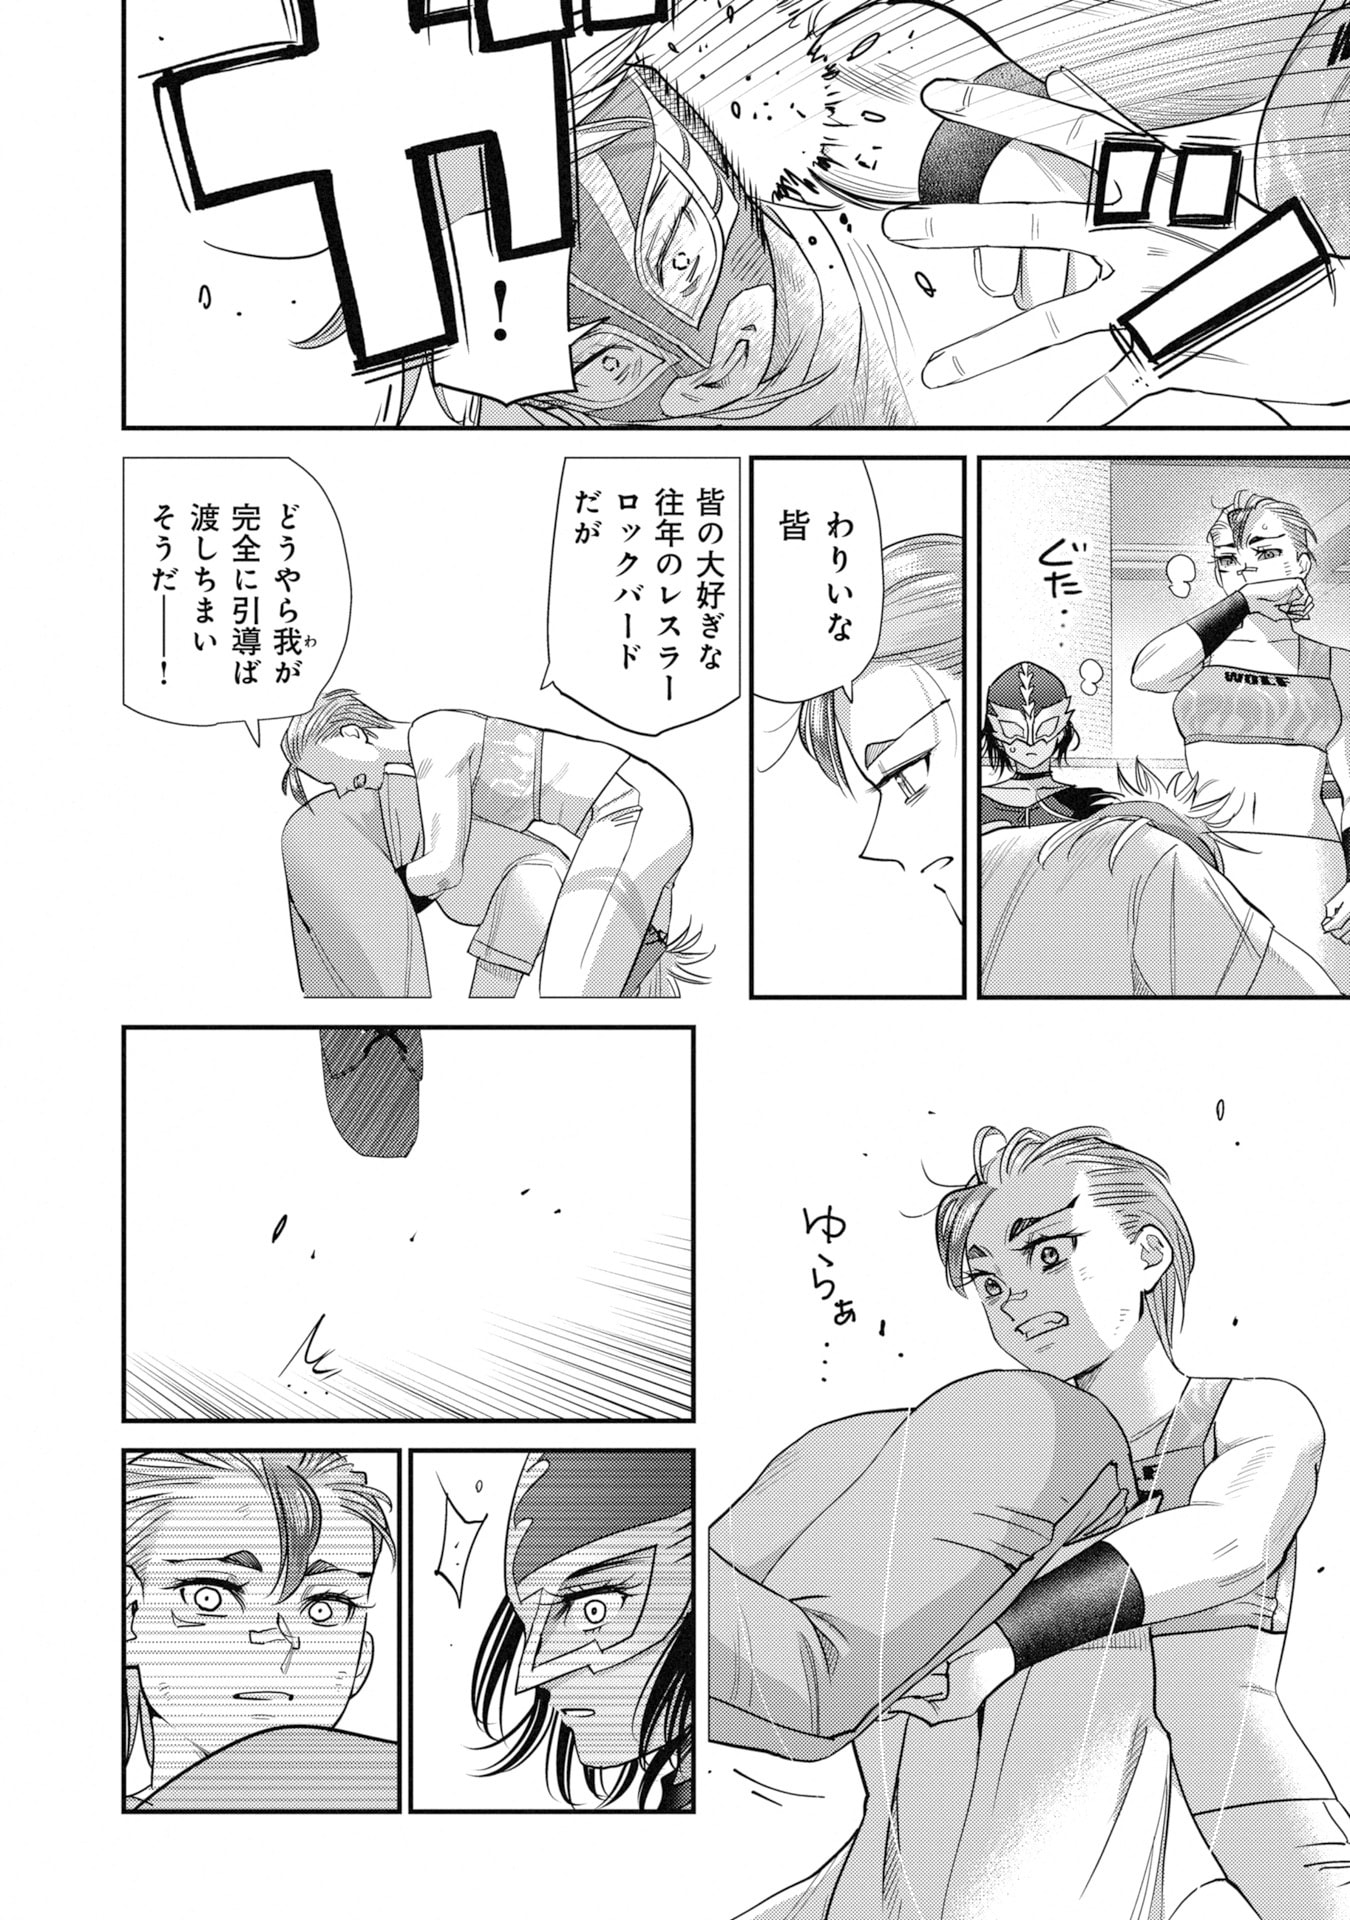 ガッ
!
WOLF
ぐた…
わりいな
皆
皆の大好きな
往年のレスラー
ロックバード
だが
どうやら我が
わ
完全に引導ば
渡しちまい
そうだ――!
ゆらぁ…
F